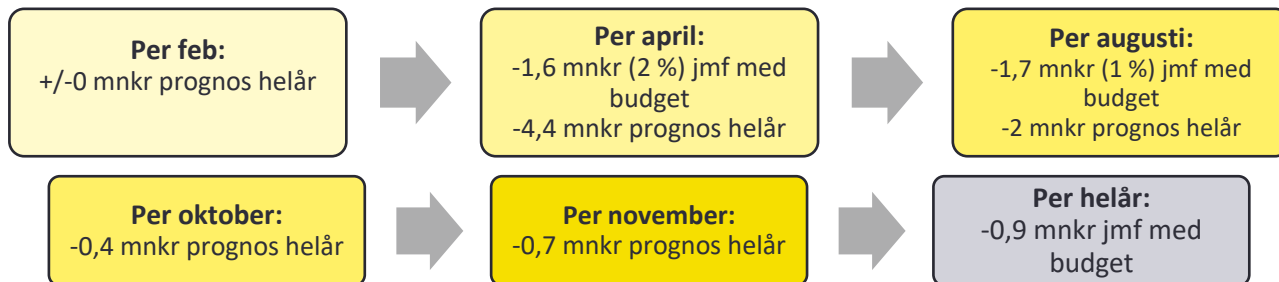 Per feb:
+/-0 mnkr prognos helår
Per april:
-1,6 mnkr (2 %) jmf med
budget
-4,4 mnkr prognos helår
Per augusti:
-1,7 mnkr (1 %) jmf med
budget
-2 mnkr prognos helår
Per oktober:
-0,4 mnkr prognos helår
Per november:
-0,7 mnkr prognos helår
Per helår:
-0,9 mnkr jmf med
budget